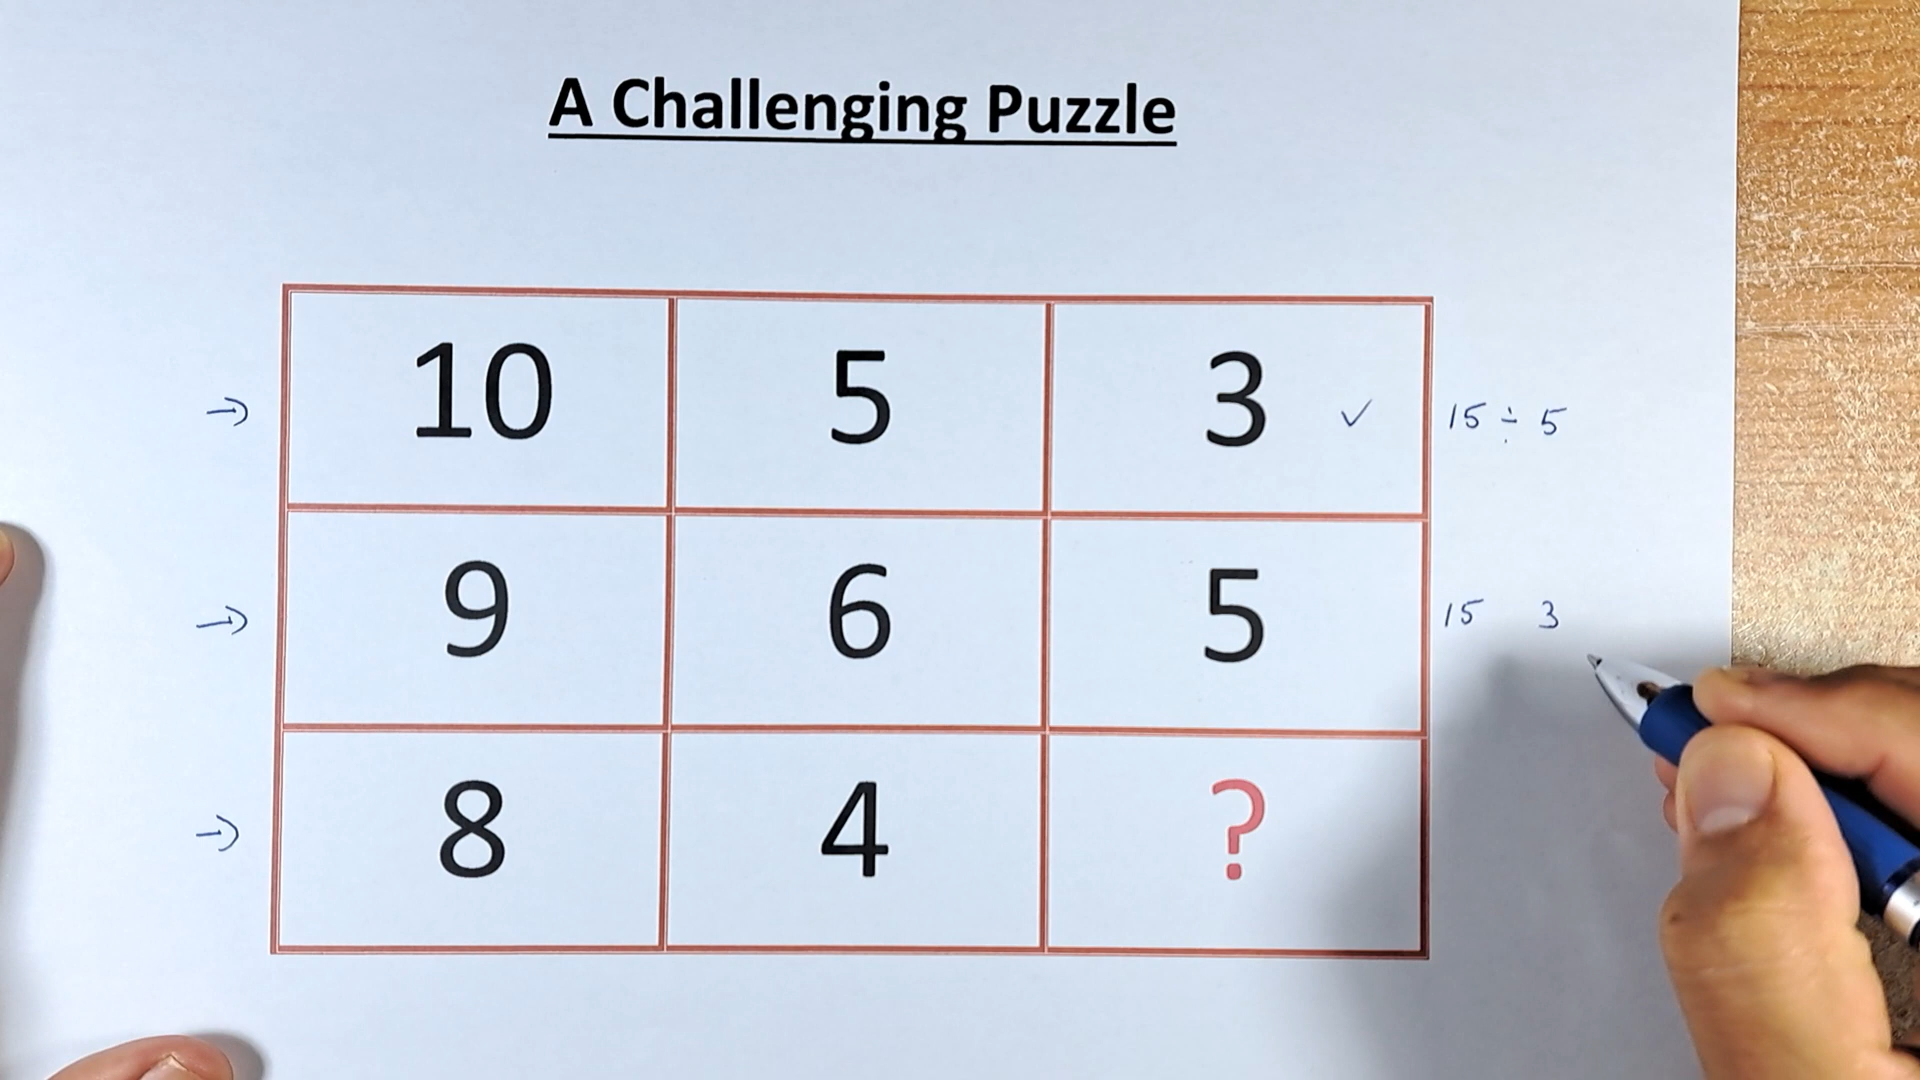 A Challenging Puzzle
→ 10 5 3 ✓ 15 ÷ 5
→ 9 6 5 15 3
→ 8 4 ?